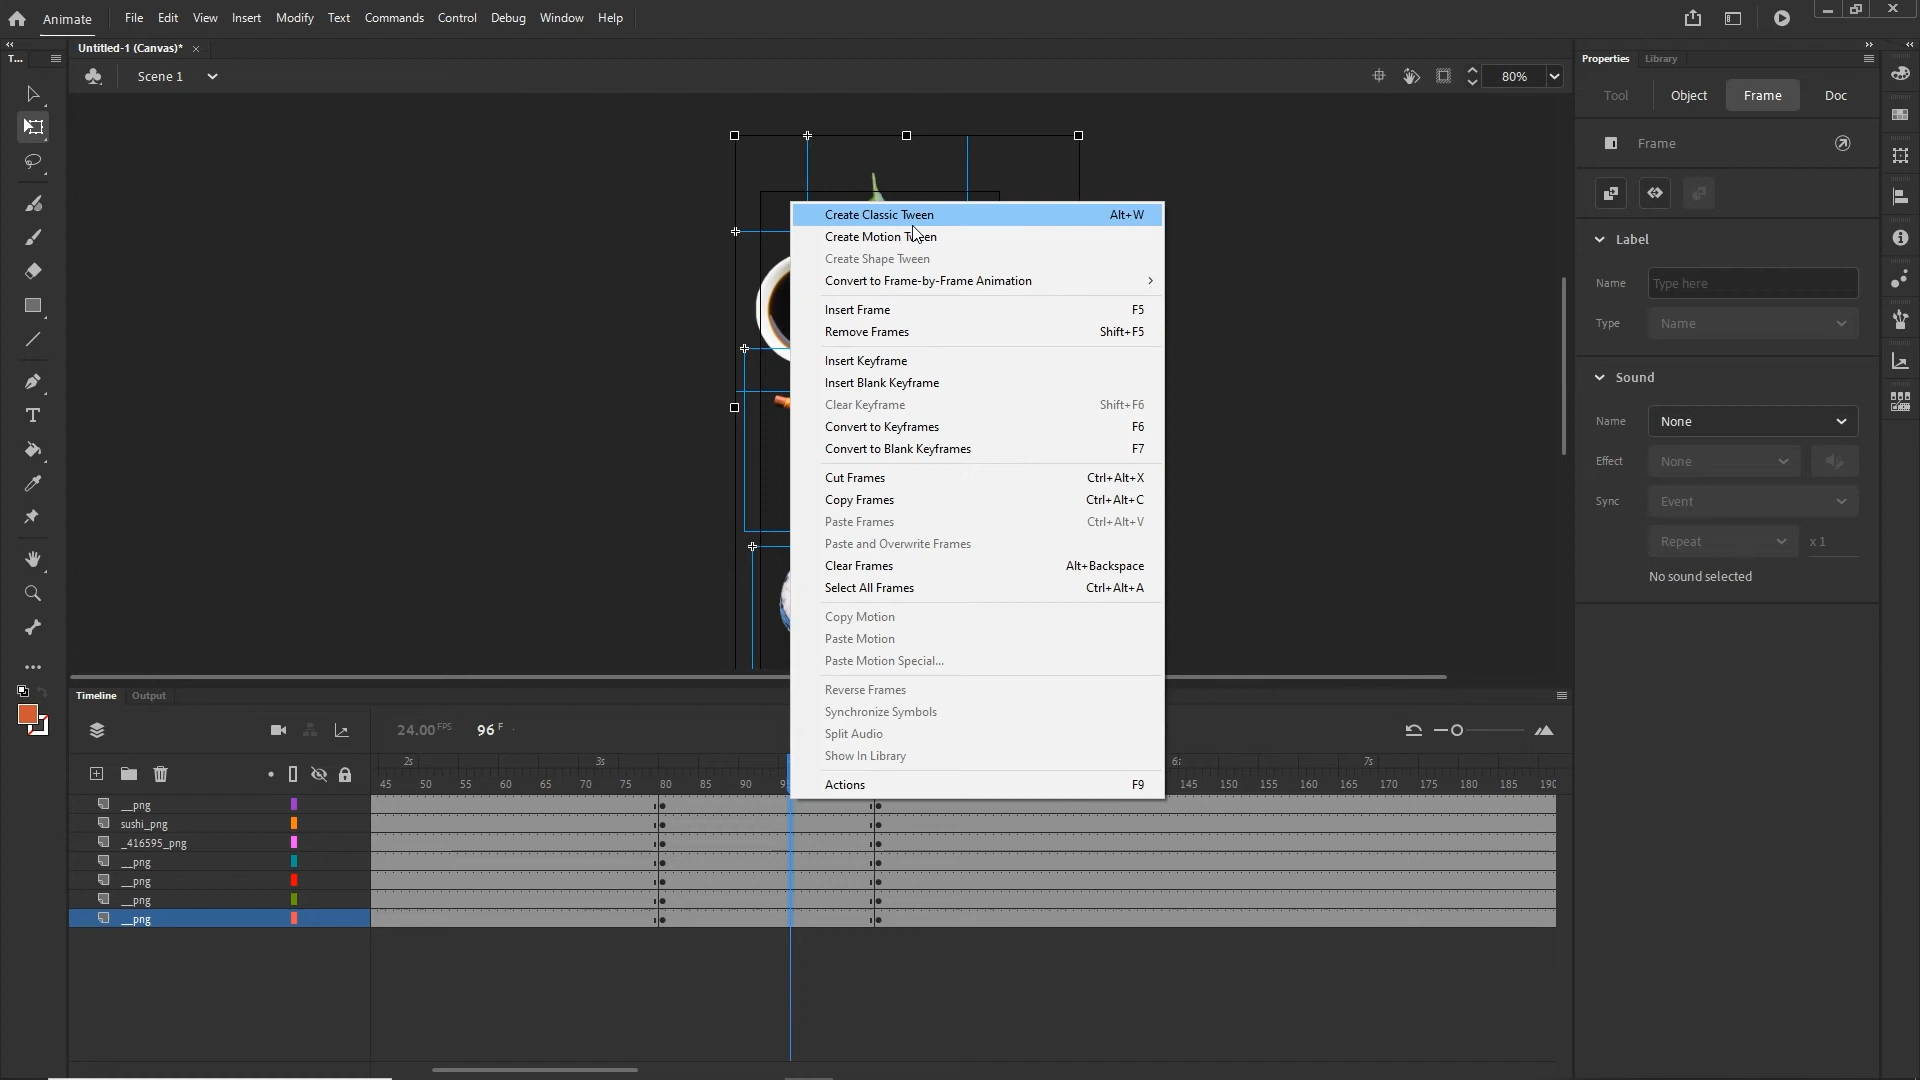 Animate File Edit View Insert Modify Text Commands Control Debug Window Help
T... Untitled-1 (Canvas)* × Properties Library
Scene 1 80%
Tool Object Frame Doc
Frame
Label
Name Type here
Type Name
Sound
Name None
Effect None
Sync Event
Repeat x 1
No sound selected
Create Classic Tween Alt+W
Create Motion Tween
Create Shape Tween
Convert to Frame-by-Frame Animation
Insert Frame F5
Remove Frames Shift+F5
Insert Keyframe
Insert Blank Keyframe
Clear Keyframe Shift+F6
Convert to Keyframes F6
Convert to Blank Keyframes F7
Cut Frames Ctrl+Alt+X
Copy Frames Ctrl+Alt+C
Paste Frames Ctrl+Alt+V
Paste and Overwrite Frames
Clear Frames Alt+Backspace
Select All Frames Ctrl+Alt+A
Copy Motion
Paste Motion
Paste Motion Special...
Reverse Frames
Synchronize Symbols
Split Audio
Show In Library
Actions F9
Timeline Output
24.00 FPS 96 F
2s 3s 7s
45 50 55 60 65 70 75 80 85 90 145 150 155 160 165 170 175 180 185 190
__png
sushi_png
_416595_png
__png
__png
__png
__png